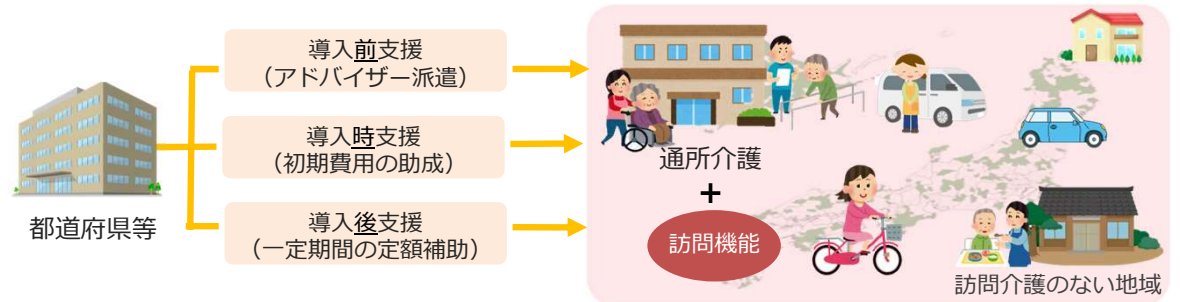 都道府県等
導入前支援
（アドバイザー派遣）
導入時支援
（初期費用の助成）
導入後支援
（一定期間の定額補助）
通所介護
+
訪問機能
訪問介護のない地域